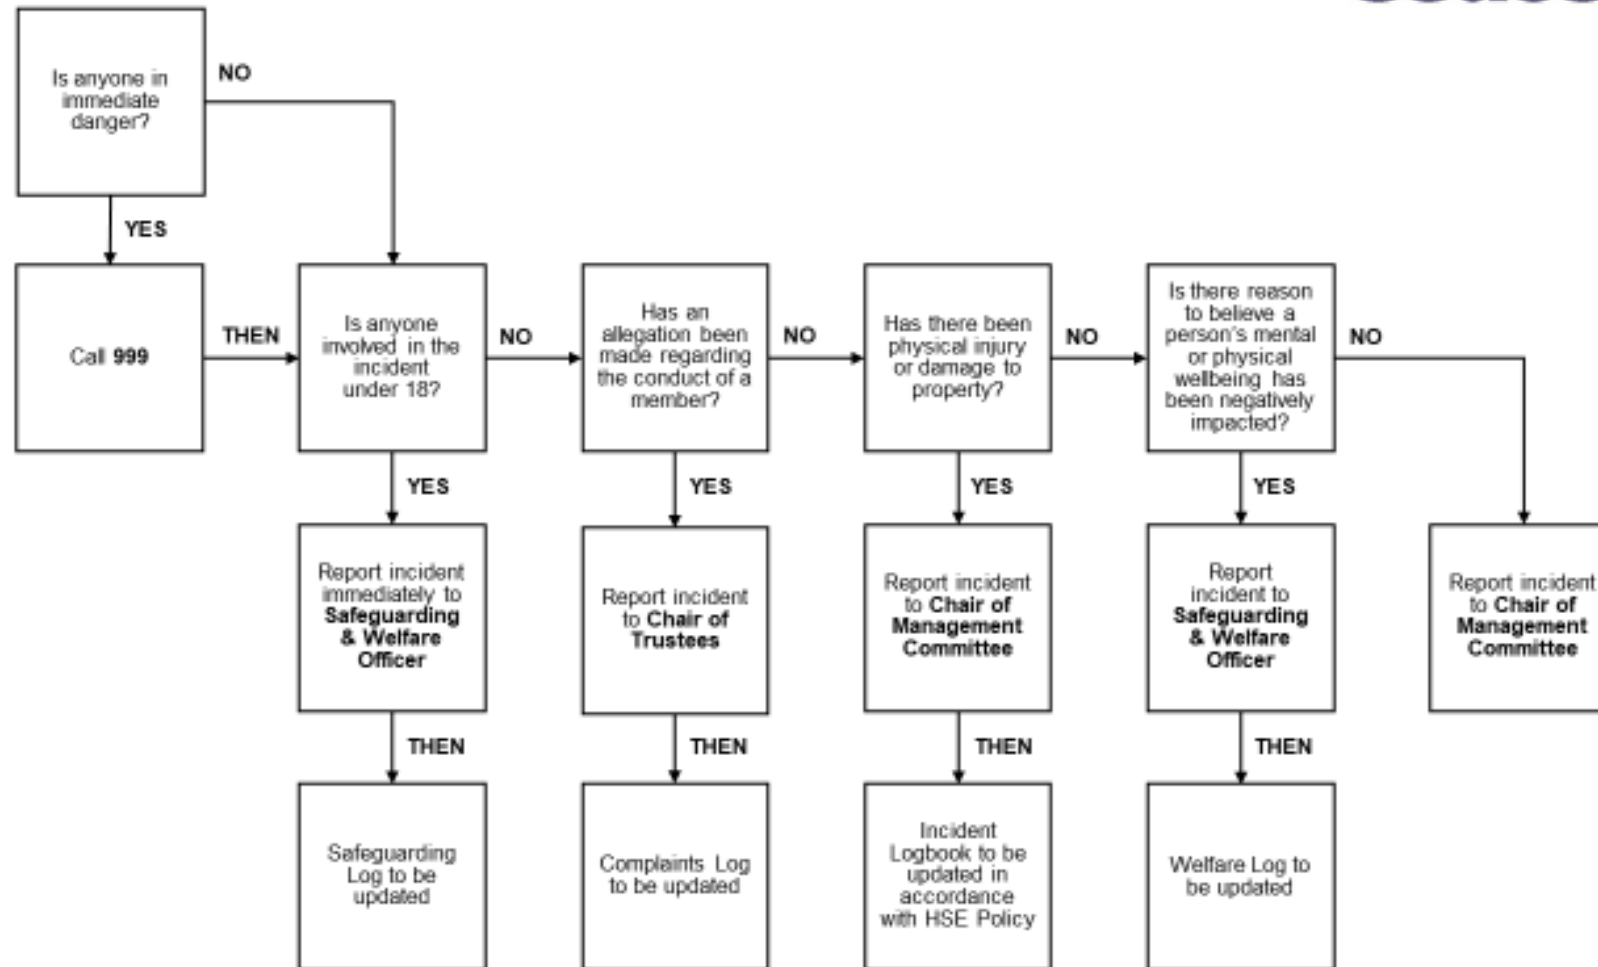 Is anyone in
immediate
danger?
NO
YES
Call 999
THEN
Is anyone
involved in the
incident
under 18?
NO
Has an
allegation been
made regarding
the conduct of a
member?
NO
Has there been
physical injury
or damage to
property?
NO
Is there reason
to believe a
person's mental
or physical
wellbeing has
been negatively
impacted?
NO
YES
YES
YES
YES
Report incident
immediately to
Safeguarding
& Welfare
Officer
Report incident
to Chair of
Trustees
Report incident
to Chair of
Management
Committee
Report
incident to
Safeguarding
& Welfare
Officer
Report incident
to Chair of
Management
Committee
THEN
THEN
THEN
THEN
Safeguarding
Log to be
updated
Complaints Log
to be updated
Incident
Logbook to be
updated in
accordance
with HSE Policy
Welfare Log to
be updated